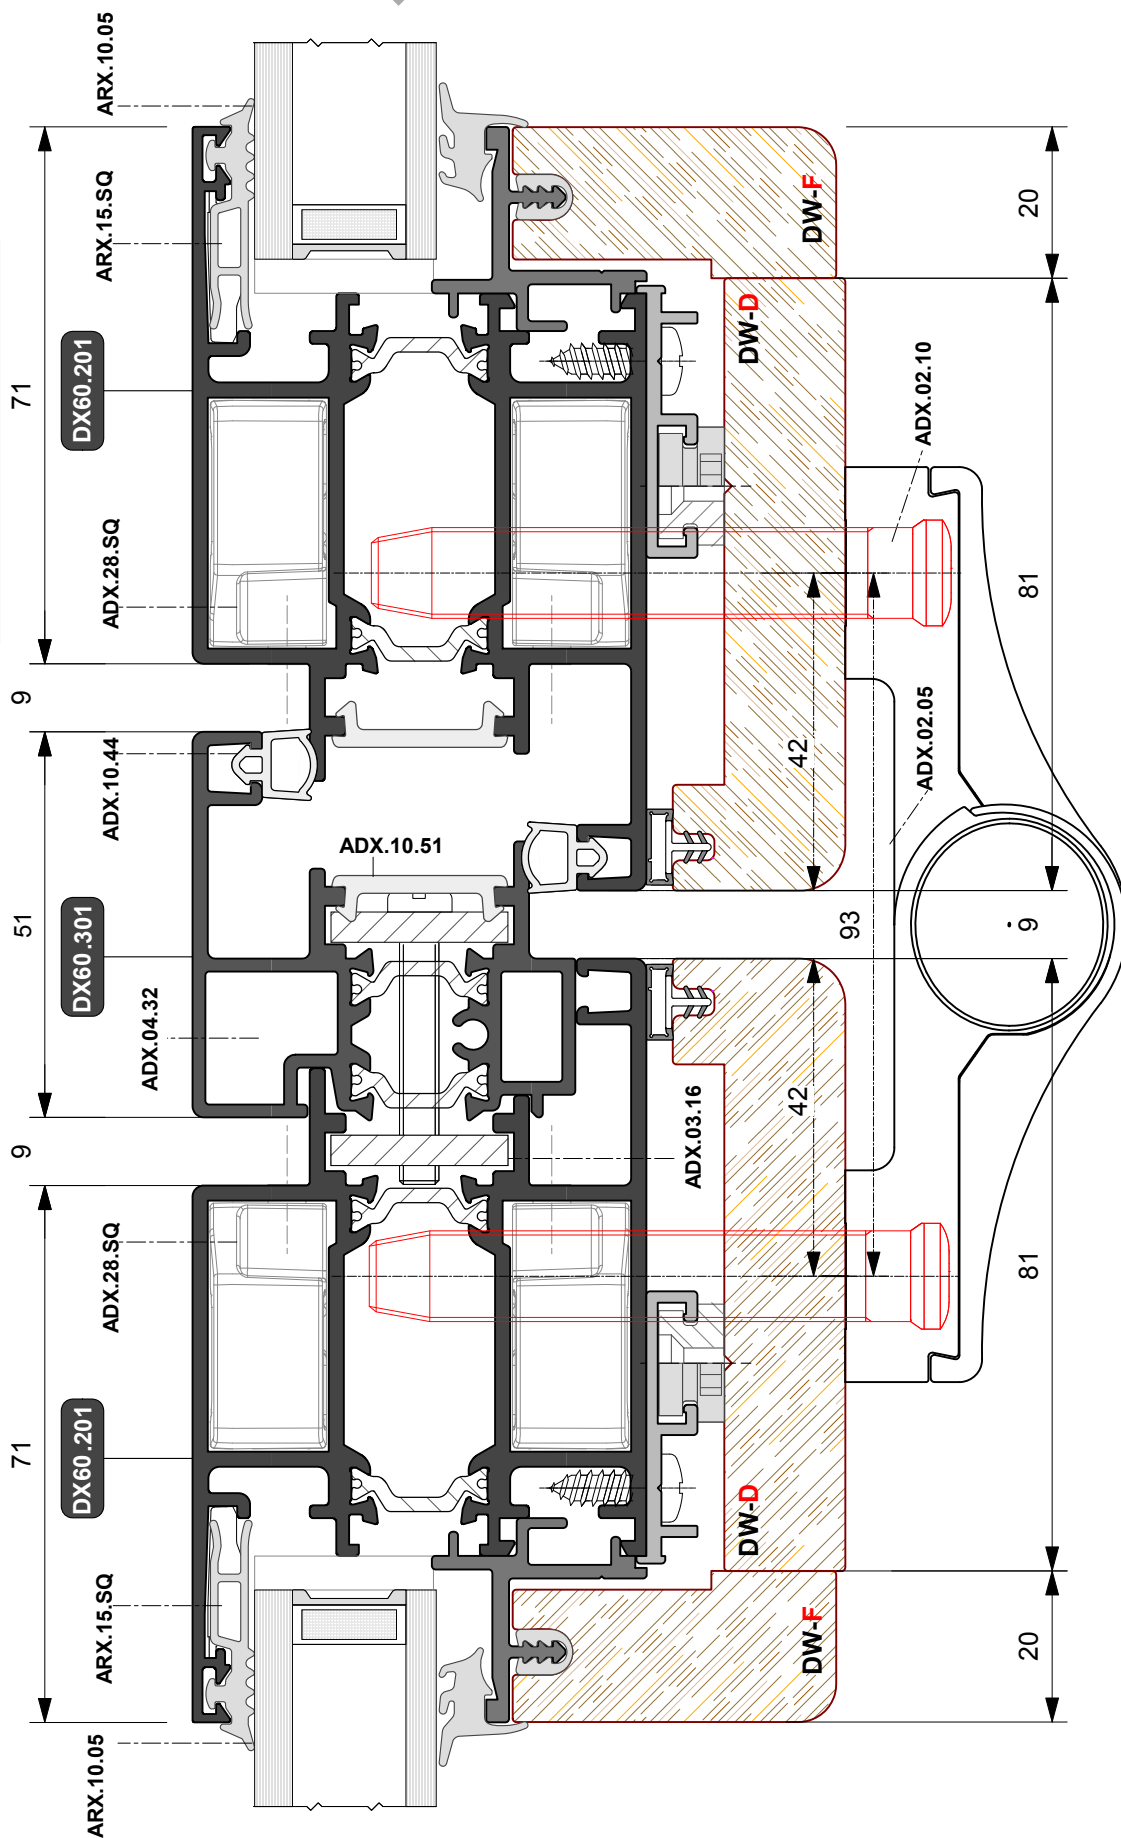 ARX.10.05
ARX.15.SQ
DX60.201
ADX.28.SQ
ADX.10.44
ADX.10.51
DX60.301
ADX.04.32
ADX.03.16
ADX.28.SQ
DX60.201
ARX.15.SQ
ARX.10.05
71
9
51
9
71
DW-F
DW-D
ADX.02.10
ADX.02.05
DW-D
DW-F
20
81
9
81
20
42
93
42